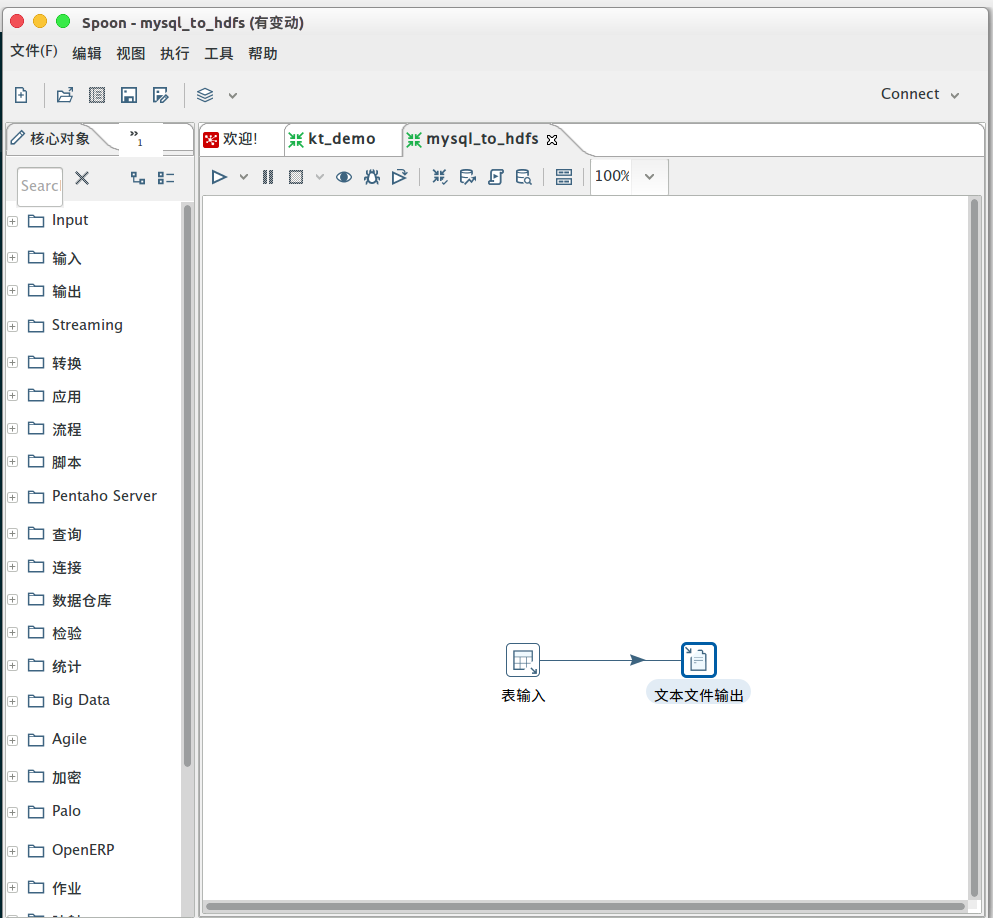 Spoon - mysql_to_hdfs (有变动)
文件(F) 编辑 视图 执行 工具 帮助
Connect
核心对象 » 1
欢迎! kt_demo mysql_to_hdfs
Searc
100%
Input
输入
输出
Streaming
转换
应用
流程
脚本
Pentaho Server
查询
连接
数据仓库
检验
统计
Big Data
Agile
加密
Palo
OpenERP
作业
表输入
文本文件输出